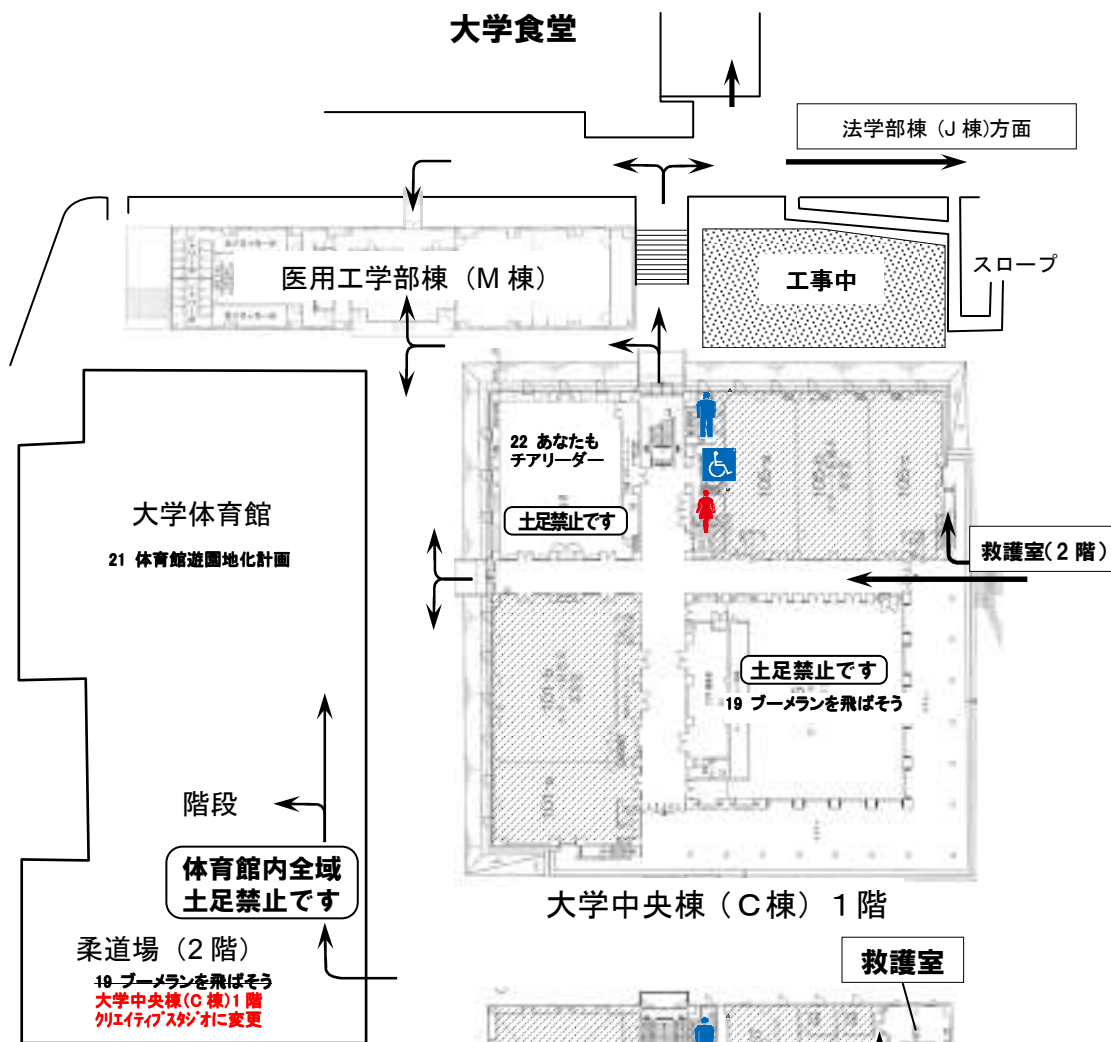 大学食堂
法学部棟（J棟）方面
医用工学部棟（M棟）
工事中
スロープ
22 あなたも
チアリーダー
土足禁止です
大学体育館
21 体育館遊園地化計画
救護室(2階)
土足禁止です
19 ブーメランを飛ばそう
階段
体育館内全域
土足禁止です
大学中央棟（C棟）1階
柔道場（2階）
19 ブーメランを飛ばそう
大学中央棟(C棟)1階
クリエイティブスタジオに変更
救護室